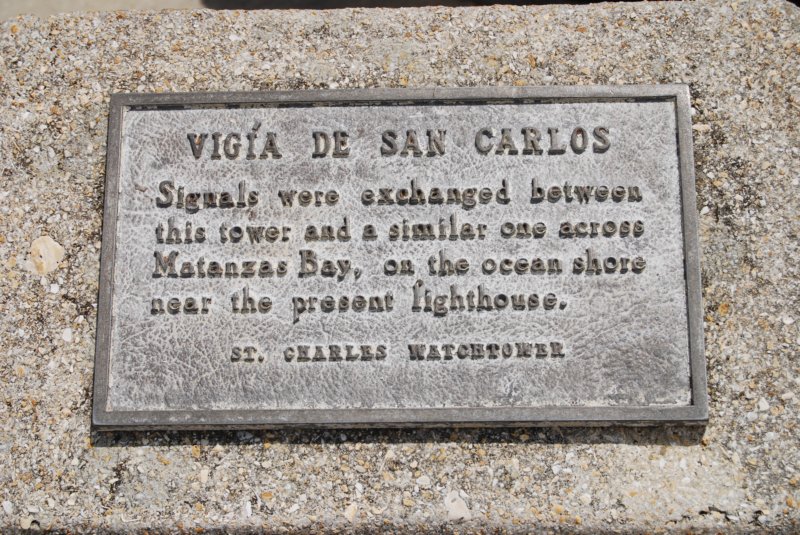 VIGÍA DE SAN CARLOS
Signals were exchanged between
this tower and a similar one across
Matanzas Bay, on the ocean shore
near the present lighthouse.
ST. CHARLES WATCHTOWER